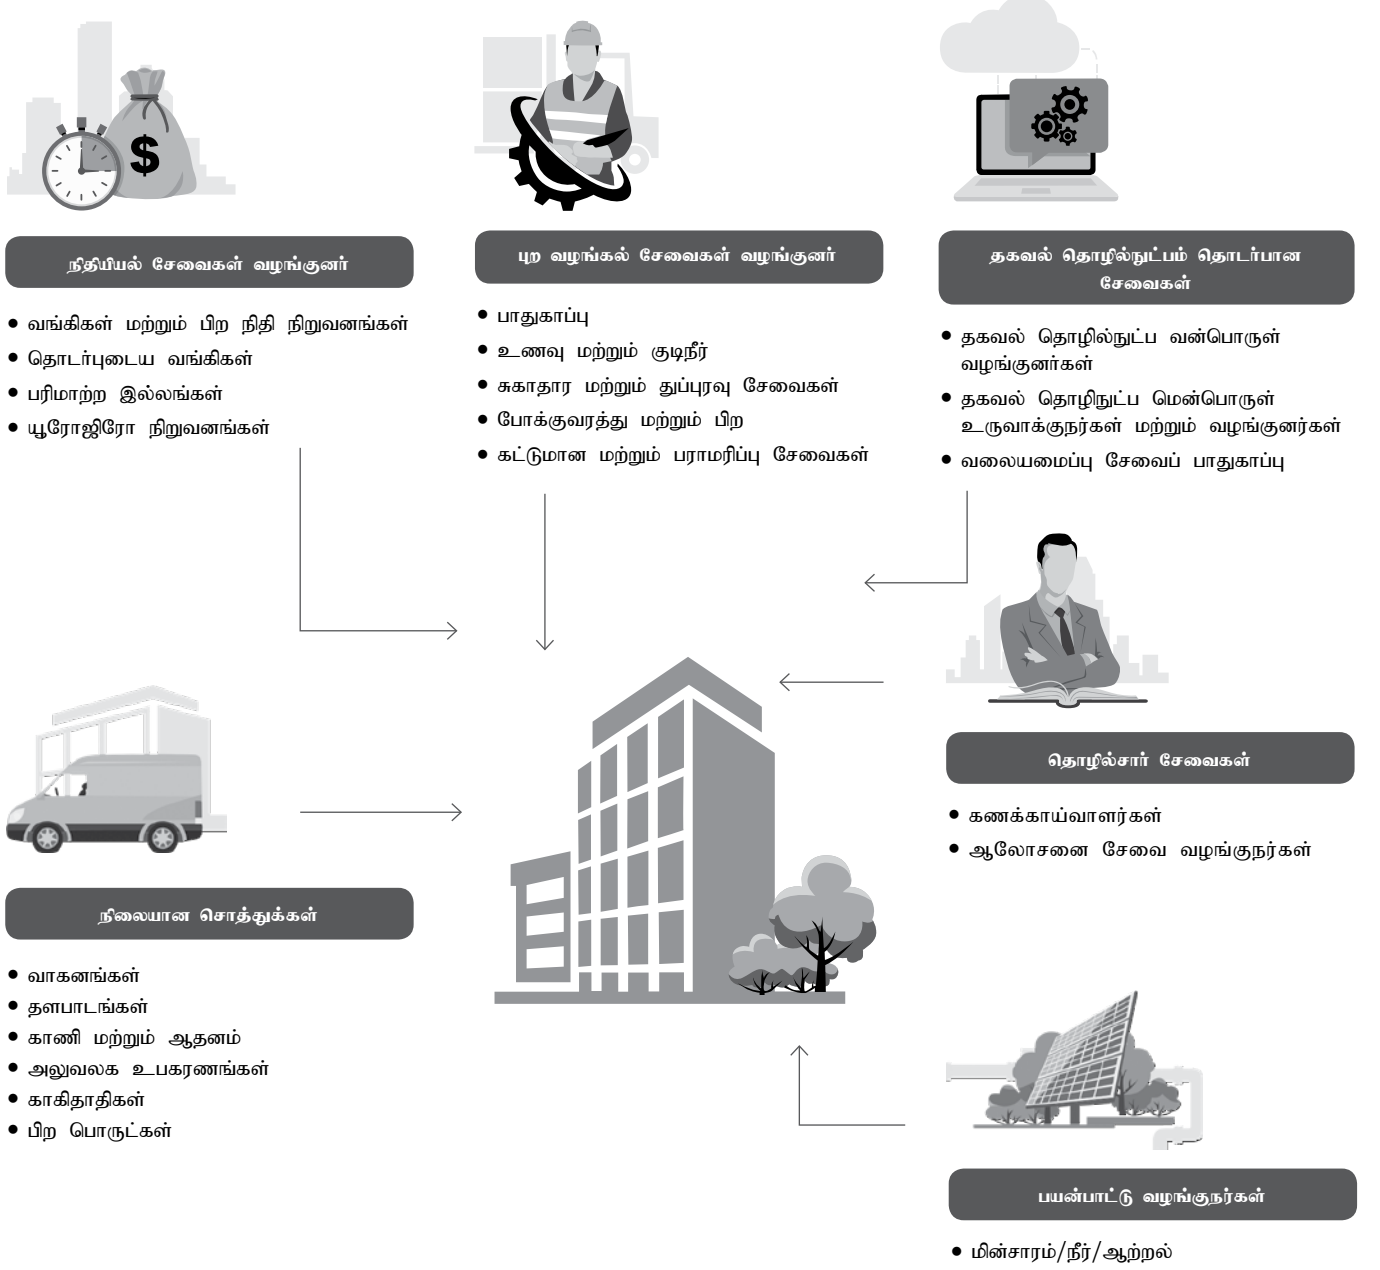 $
நிதியியல் சேவைகள் வழங்குனர்
● வங்கிகள் மற்றும் பிற நிதி நிறுவனங்கள்
● தொடர்புடைய வங்கிகள்
● பரிமாற்ற இல்லங்கள்
● யூரோஜிரோ நிறுவனங்கள்
புற வழங்கல் சேவைகள் வழங்குனர்
● பாதுகாப்பு
● உணவு மற்றும் குடிநீர்
● சுகாதார மற்றும் துப்புரவு சேவைகள்
● போக்குவரத்து மற்றும் பிற
● கட்டுமான மற்றும் பராமரிப்பு சேவைகள்
தகவல் தொழில்நுட்பம் தொடர்பான
சேவைகள்
● தகவல் தொழில்நுட்ப வன்பொருள்
வழங்குனர்கள்
● தகவல் தொழிநுட்ப மென்பொருள்
உருவாக்குநர்கள் மற்றும் வழங்குனர்கள்
● வலையமைப்பு சேவைப் பாதுகாப்பு
தொழில்சார் சேவைகள்
● கணக்காய்வாளர்கள்
● ஆலோசனை சேவை வழங்குநர்கள்
நிலையான சொத்துக்கள்
● வாகனங்கள்
● தளபாடங்கள்
● காணி மற்றும் ஆதனம்
● அலுவலக உபகரணங்கள்
● காகிதாதிகள்
● பிற பொருட்கள்
பயன்பாட்டு வழங்குநர்கள்
● மின்சாரம்/நீர்/ஆற்றல்